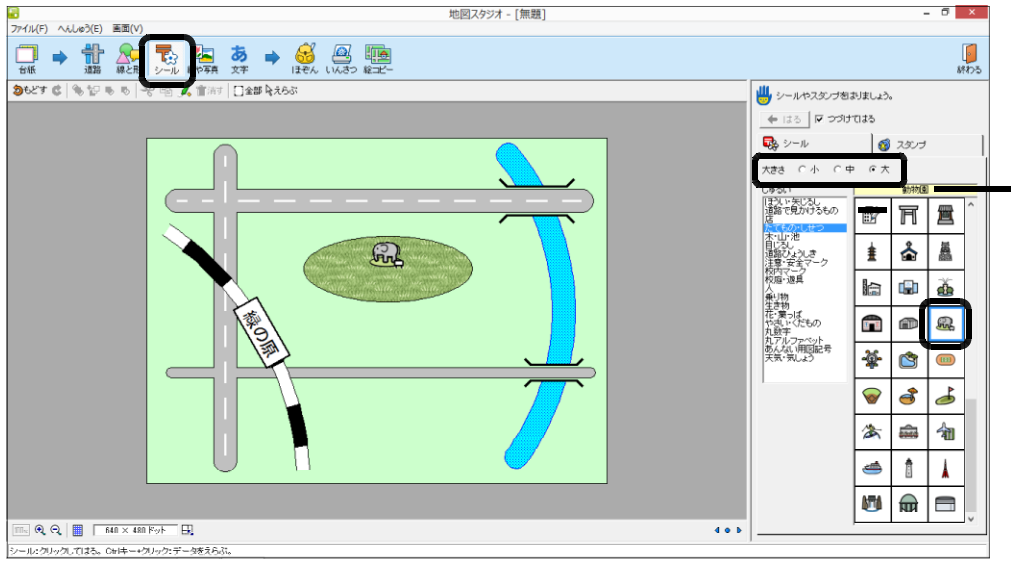 地図スタジオ - [無題]
ファイル(F) へんしゅう(E) 画面(V)
台紙 道路 線と形 シール 絵や写真 文字 ほぞん いんさつ 絵コピー 終わる
もどす 消す 全部 えらぶ
シールやスタンプをはりましょう。
はる つづけてはる
シール スタンプ
大きさ 小 中 大
しゅるい 動物園
ほうい・矢じるし
道路で見かけるもの
店
たてもの・しせつ
木・山・池
目じるし
道路ひょうしき
注意・安全マーク
校内マーク
校庭・遊具
人
乗り物
生き物
花・葉っぱ
やさい・くだもの
丸数字
丸アルファベット
あんない用図記号
天気・気しょう
緑の原
640 × 480 ドット
シール:クリックしてはる。Ctrlキー+クリック:データをえらぶ。